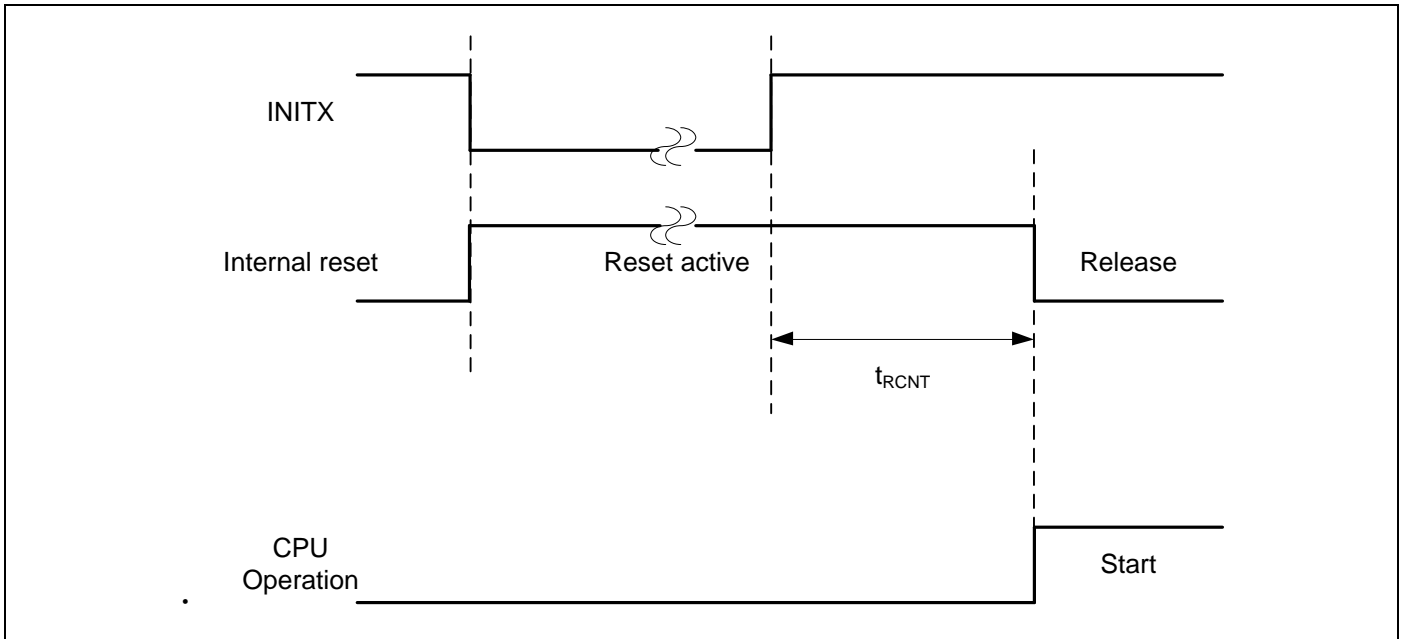 INITX
Internal reset
Reset active
Release
tRCNT
CPU
Operation
Start